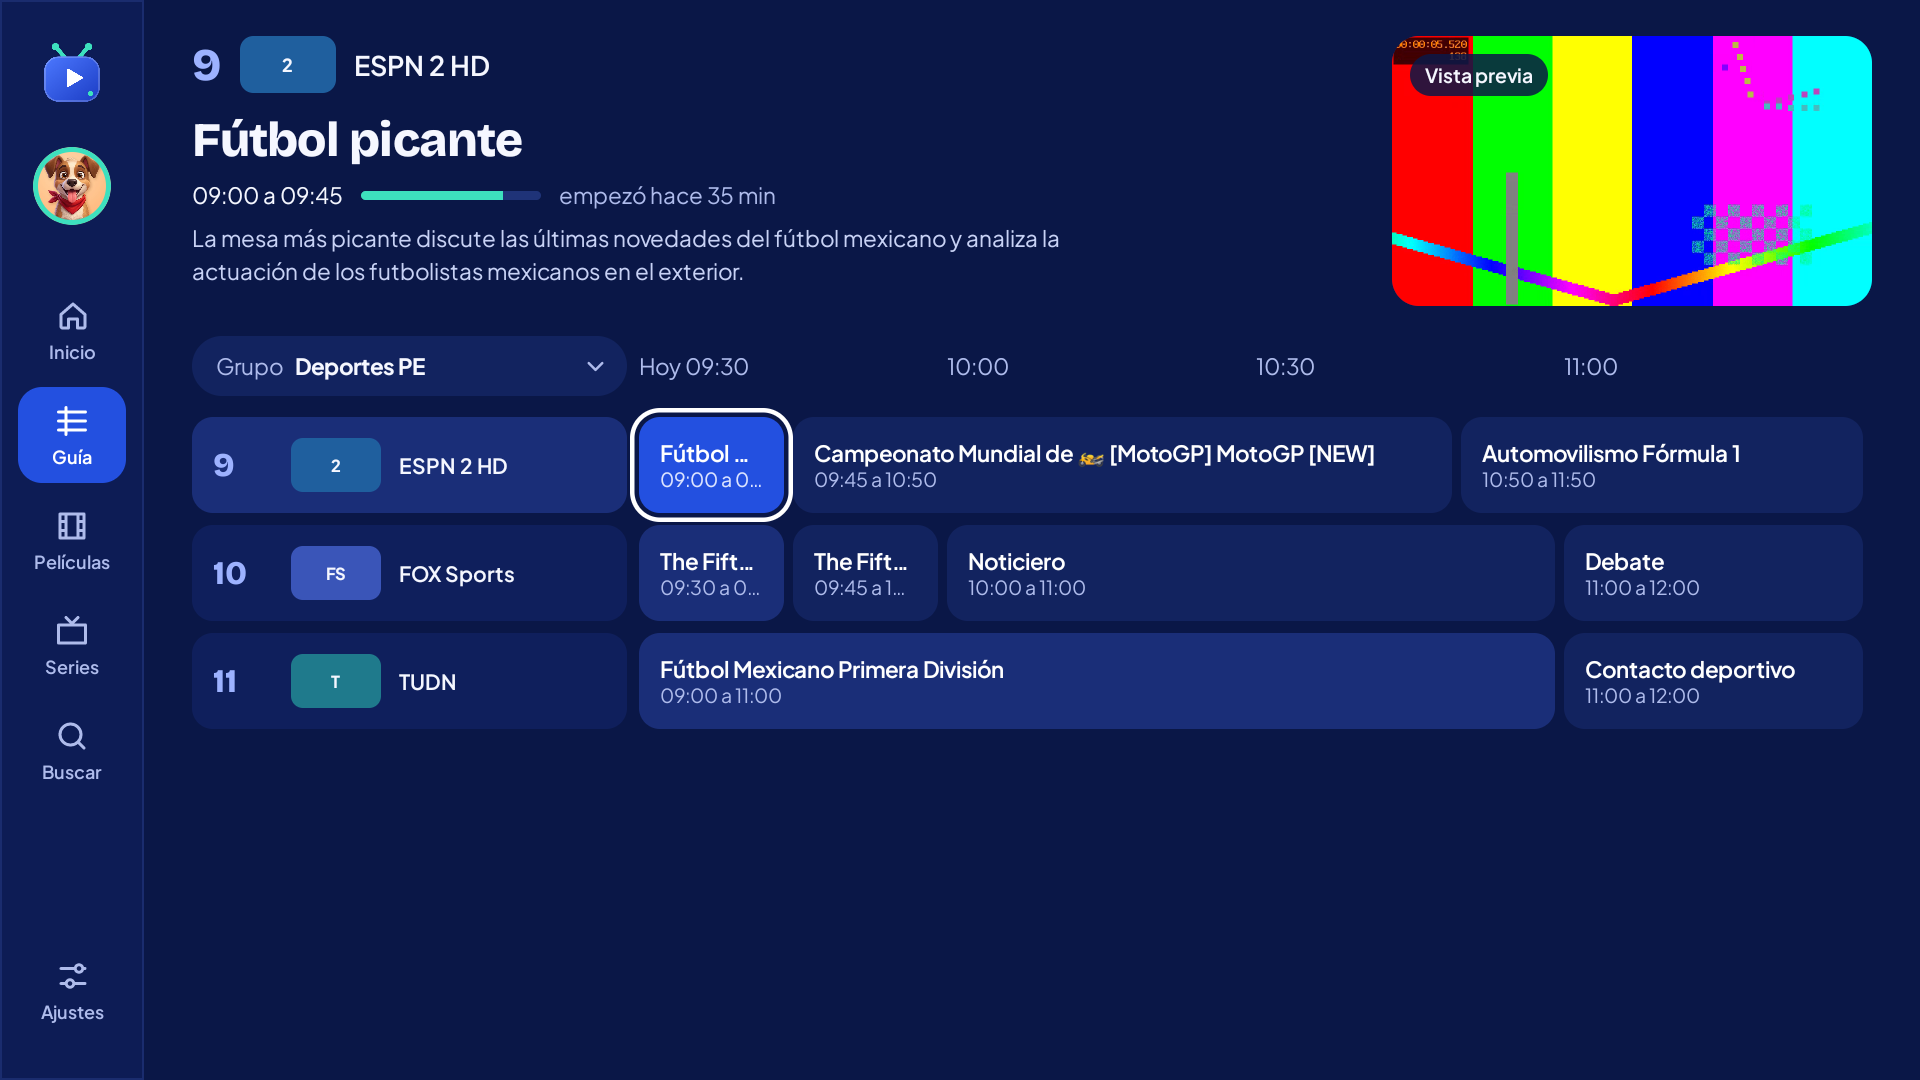 9
2
ESPN 2 HD
Fútbol picante
09:00 a 09:45
empezó hace 35 min
La mesa más picante discute las últimas novedades del fútbol mexicano y analiza la
actuación de los futbolistas mexicanos en el exterior.
00:00:05.520
Vista previa
Inicio
Guía
Películas
Series
Buscar
Ajustes
Grupo Deportes PE
Hoy 09:30
10:00
10:30
11:00
9
2
ESPN 2 HD
Fútbol ...
09:00 a 0...
Campeonato Mundial de 🏍 [MotoGP] MotoGP [NEW]
09:45 a 10:50
Automovilismo Fórmula 1
10:50 a 11:50
10
FS
FOX Sports
The Fift...
09:30 a 0...
The Fift...
09:45 a 1...
Noticiero
10:00 a 11:00
Debate
11:00 a 12:00
11
T
TUDN
Fútbol Mexicano Primera División
09:00 a 11:00
Contacto deportivo
11:00 a 12:00